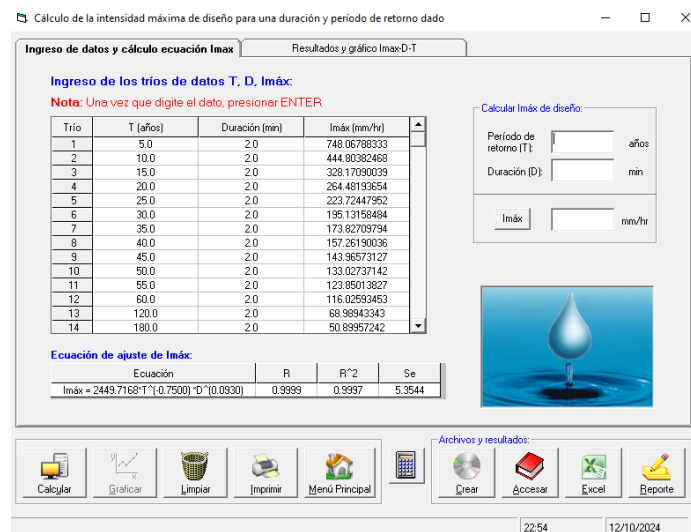 Cálculo de la intensidad máxima de diseño para una duración y período de retorno dado
Ingreso de datos y cálculo ecuación Imax
Resultados y gráfico Imax-D-T
Ingreso de los tríos de datos T, D, Imáx:
Nota: Una vez que digite el dato, presionar ENTER
Trío T (años) Duración (min) Imáx (mm/hr)
1 5.0 2.0 748.06788333
2 10.0 2.0 444.80382468
3 15.0 2.0 328.17090039
4 20.0 2.0 264.48193654
5 25.0 2.0 223.72447952
6 30.0 2.0 195.13158484
7 35.0 2.0 173.82709794
8 40.0 2.0 157.26190036
9 45.0 2.0 143.96573127
10 50.0 2.0 133.02737142
11 55.0 2.0 123.85013827
12 60.0 2.0 116.02593453
13 120.0 2.0 68.98943343
14 180.0 2.0 50.89957242
Calcular Imáx de diseño:
Período de
retorno (T): años
Duración (D): min
Imáx mm/hr
Ecuación de ajuste de Imáx:
Ecuación R R^2 Se
Imáx = 2449.7168*T^(-0.7500) *D^(0.0930) 0.9999 0.9997 5.3544
Calcular
Graficar
Limpiar
Imprimir
Menú Principal
Archivos y resultados:
Crear
Accesar
Excel
Reporte
22:54 12/10/2024